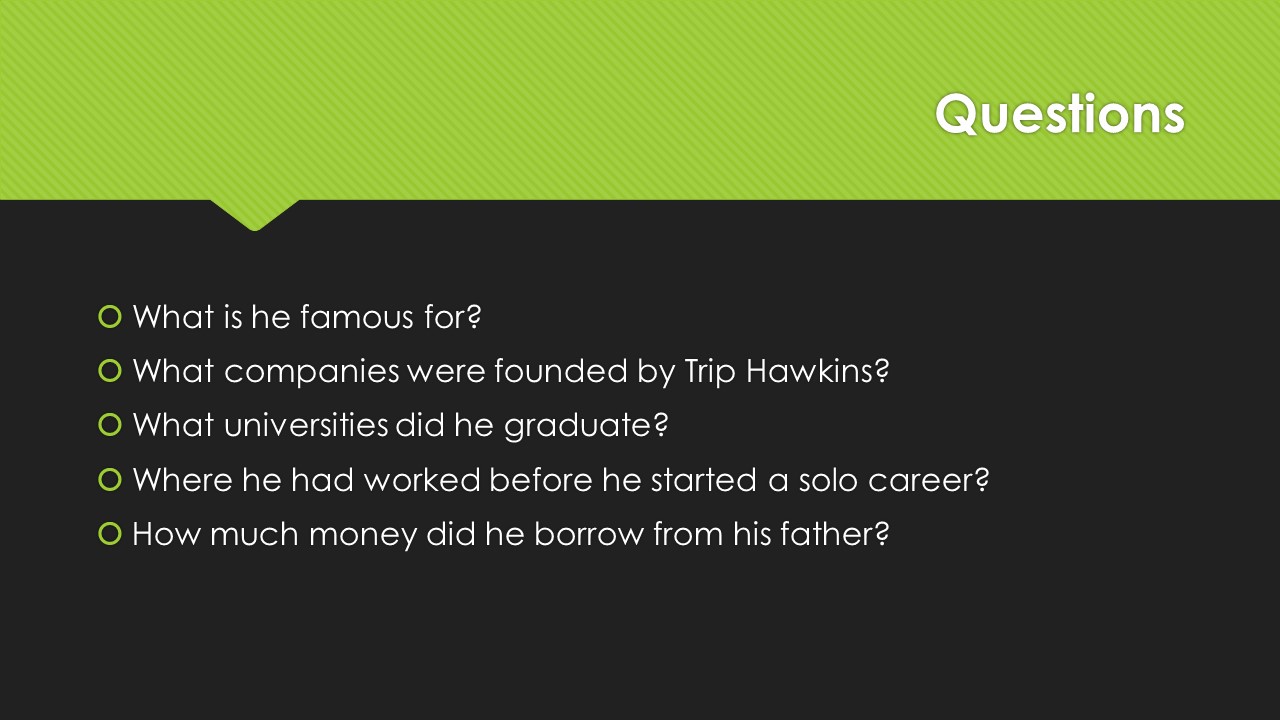 Questions
What is he famous for?
What companies were founded by Trip Hawkins?
What universities did he graduate?
Where he had worked before he started a solo career?
How much money did he borrow from his father?